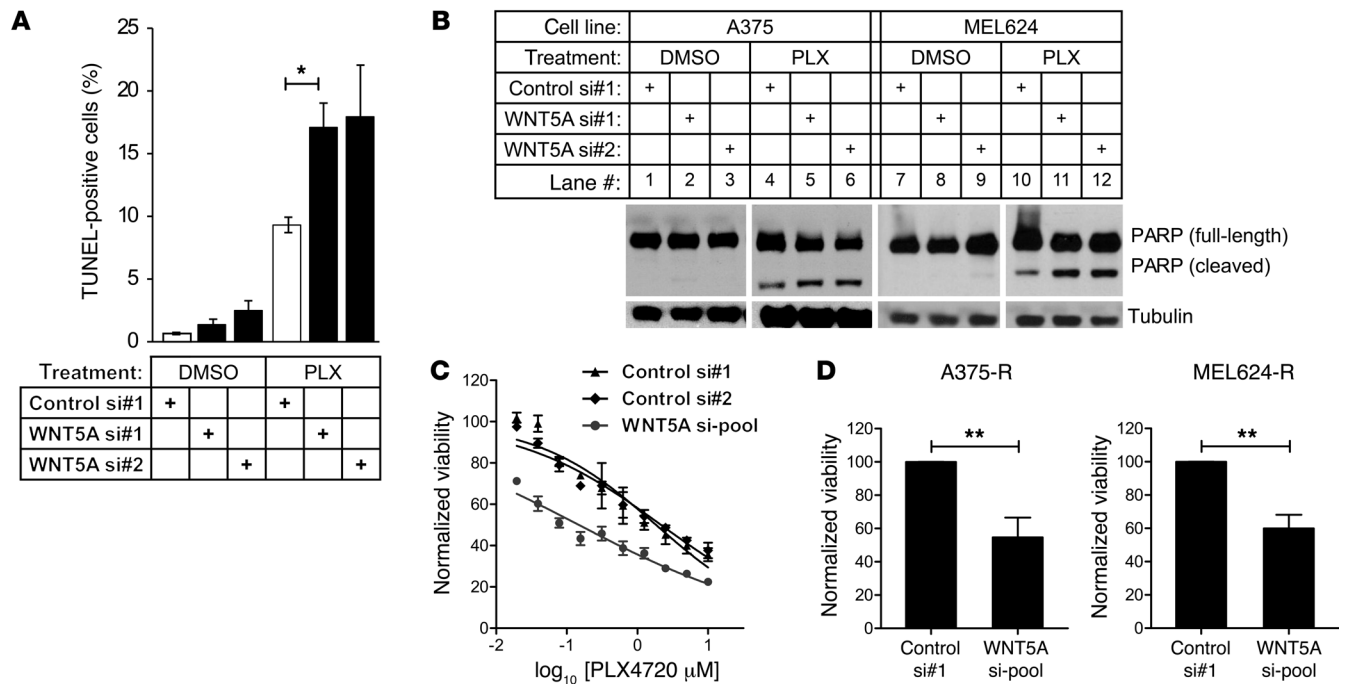 A
TUNEL-positive cells (%)
25
20
15
10
5
0
*
Treatment: DMSO PLX
Control si#1 + +
WNT5A si#1 + +
WNT5A si#2 + +
B
Cell line: A375 MEL624
Treatment: DMSO PLX DMSO PLX
Control si#1: + + + +
WNT5A si#1: + + + +
WNT5A si#2: + + + +
Lane #: 1 2 3 4 5 6 7 8 9 10 11 12
PARP (full-length)
PARP (cleaved)
Tubulin
C
Control si#1
Control si#2
WNT5A si-pool
Normalized viability
120
100
80
60
40
20
0
-2 -1 0 1 2
log10 [PLX4720 μM]
D
A375-R
Normalized viability
120
100
80
60
40
20
0
**
Control WNT5A
si#1 si-pool
MEL624-R
Normalized viability
120
100
80
60
40
20
0
**
Control WNT5A
si#1 si-pool